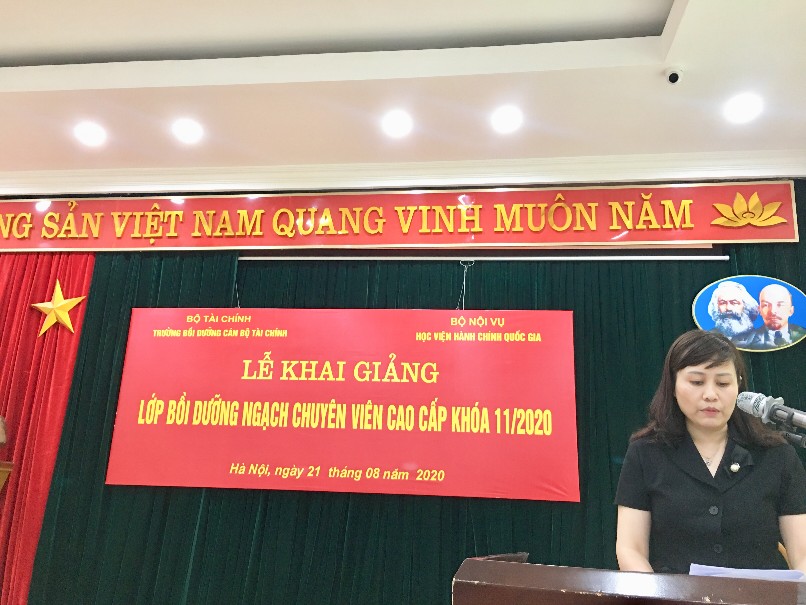 NG SẢN VIỆT NAM QUANG VINH MUÔN NĂM
BỘ TÀI CHÍNH
TRƯỜNG BỒI DƯỠNG CÁN BỘ TÀI CHÍNH
BỘ NỘI VỤ
HỌC VIỆN HÀNH CHÍNH QUỐC GIA
LỄ KHAI GIẢNG
LỚP BỒI DƯỠNG NGẠCH CHUYÊN VIÊN CAO CẤP KHÓA 11/2020
Hà Nội, ngày 21 tháng 08 năm 2020